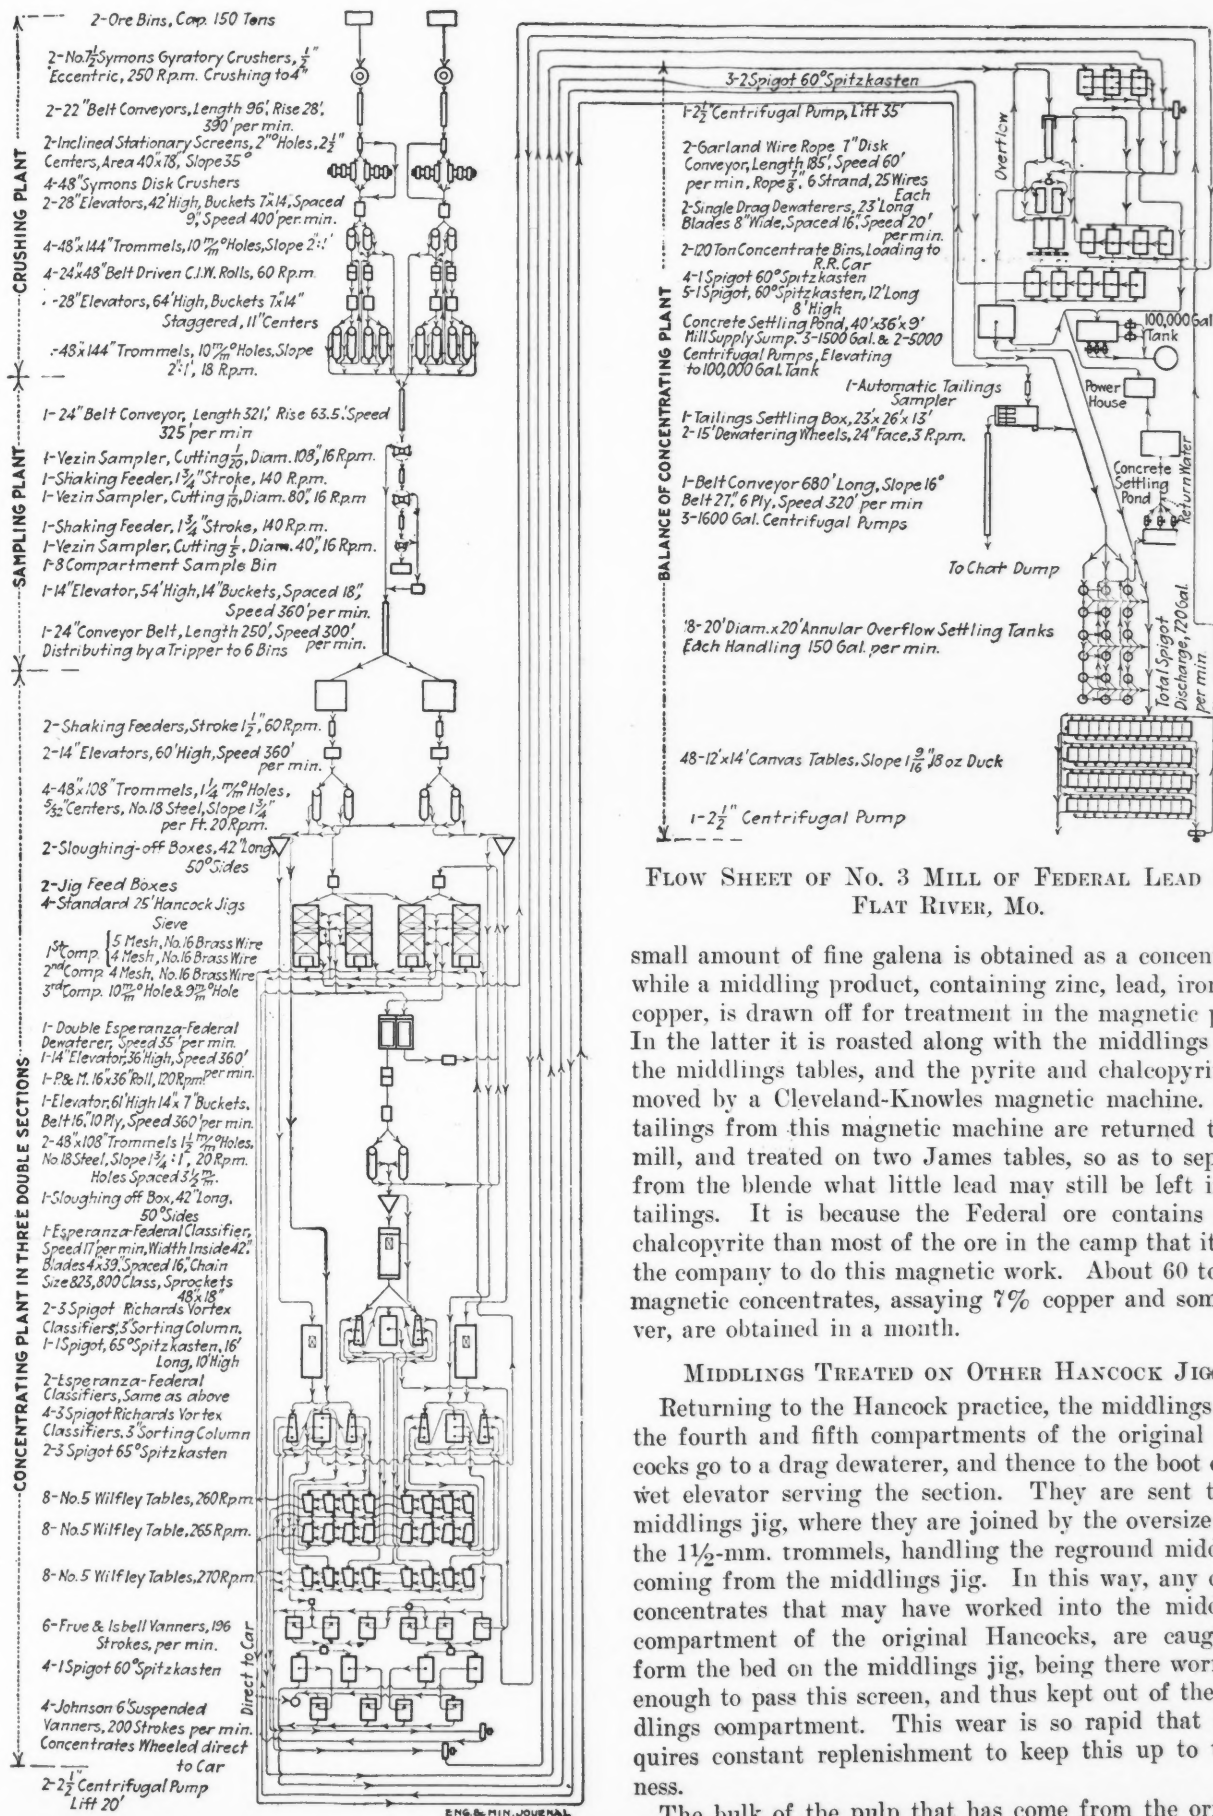 CRUSHING PLANT
2-Ore Bins, Cap. 150 Tons
2-No.7½ Symons Gyratory Crushers, ½"
Eccentric, 250 R.p.m. Crushing to 4"
2-22" Belt Conveyors, Length 96', Rise 28',
390' per min.
2-Inclined Stationary Screens, 2"° Holes, 2½"
Centers, Area 40"x78", Slope 35°
4-48" Symons Disk Crushers
2-28" Elevators, 42' High, Buckets 7"x14", Spaced
9", Speed 400' per min.
4-48"x144" Trommels, 10 m/m° Holes, Slope 2":1'
4-24"x48" Belt Driven C.I.W. Rolls, 60 R.p.m.
-28" Elevators, 64' High, Buckets 7"x14"
Staggered, 11" Centers
-48"x144" Trommels, 10 m/m° Holes, Slope
2":1', 18 R.p.m.
SAMPLING PLANT
1-24" Belt Conveyor, Length 321,' Rise 63.5.' Speed
325' per min
1-Vezin Sampler, Cutting 1/20, Diam. 108", 16 R.p.m.
1-Shaking Feeder, 1¾" Stroke, 140 R.p.m.
1-Vezin Sampler, Cutting 1/10, Diam. 80", 16 R.p.m
1-Shaking Feeder, 1¾" Stroke, 140 R.p.m.
1-Vezin Sampler, Cutting 1/5, Diam. 40", 16 R.p.m.
1-8 Compartment Sample Bin
1-14" Elevator, 54' High, 14" Buckets, Spaced 18",
Speed 360' per min.
1-24" Conveyor Belt, Length 250', Speed 300'
Distributing by a Tripper to 6 Bins per min.
CONCENTRATING PLANT IN THREE DOUBLE SECTIONS
2-Shaking Feeders, Stroke 1½", 60 R.p.m.
2-14" Elevators, 60' High, Speed 360'
per min.
4-48"x108" Trommels, 1¼ m/m° Holes,
5/32" Centers, No.18 Steel, Slope 1¾"
per Ft. 20 R.p.m.
2-Sloughing-off Boxes, 42" Long,
50° Sides
2-Jig Feed Boxes
4-Standard 25' Hancock Jigs
Sieve
1st Comp. { 5 Mesh, No.16 Brass Wire
4 Mesh, No.16 Brass Wire
2nd Comp. 4 Mesh, No.16 Brass Wire
3rd Comp. 10 m/m° Hole & 9 m/m° Hole
1-Double Esperanza-Federal
Dewaterer, Speed 35' per min.
1-14" Elevator, 36' High, Speed 360'
per min.
1-P.& M. 16"x36" Roll, 120 R.p.m.
1-Elevator, 61' High 14"x 7" Buckets,
Belt 16", 10 Ply, Speed 360' per min.
2-48"x108" Trommels 1½ m/m° Holes,
No 18 Steel, Slope 1¾":1', 20 R.p.m.
Holes Spaced 3½ m/m.
1-Sloughing off Box, 42" Long,
50° Sides
1-Esperanza-Federal Classifier,
Speed 17' per min, Width Inside 42",
Blades 4"x39", Spaced 16", Chain
Size 823, 800 Class, Sprockets
48"x18"
2-3 Spigot Richards Vortex
Classifiers, 3" Sorting Column,
1-1 Spigot, 65° Spitzkasten, 16'
Long, 10' High
2-Esperanza-Federal
Classifiers, Same as above
4-3 Spigot Richards Vortex
Classifiers. 3" Sorting Column
2-3 Spigot 65° Spitzkasten
8-No.5 Wilfley Tables, 260 R.p.m.
8-No.5 Wilfley Table, 265 R.p.m.
8-No.5 Wilfley Tables, 270 R.p.m.
6-Frue & Isbell Vanners, 196
Strokes, per min.
4-1 Spigot 60° Spitzkasten
4-Johnson 6' Suspended
Vanners, 200 Strokes per min.
Concentrates Wheeled direct
to Car
2-2½" Centrifugal Pump
Lift 20'
Direct to Car
ENG.& MIN. JOURNAL
BALANCE OF CONCENTRATING PLANT
3-2 Spigot 60° Spitzkasten
1-2½" Centrifugal Pump, Lift 35'
2-Garland Wire Rope 7" Disk
Conveyor, Length 185', Speed 60'
per min, Rope ⅞", 6 Strand, 25 Wires
Each
2-Single Drag Dewaterers, 23' Long
Blades 8" Wide, Spaced 16", Speed 20'
per min.
2-120 Ton Concentrate Bins, Loading to
R.R. Car
4-1 Spigot 60° Spitzkasten
5-1 Spigot, 60° Spitzkasten, 12' Long
8' High
Concrete Settling Pond, 40'x36'x9'
Mill Supply Sump. 3-1500 Gal. & 2-5000
Centrifugal Pumps, Elevating
to 100,000 Gal. Tank
1-Automatic Tailings
Sampler
1-Tailings Settling Box, 23'x26'x13'
2-15' Dewatering Wheels, 24" Face, 3 R.p.m.
1-Belt Conveyor 680' Long, Slope 16°
Belt 27", 6 Ply, Speed 320' per min
3-1600 Gal. Centrifugal Pumps
Overflow
100,000 Gal
Tank
Power
House
Concrete
Settling
Pond
Return Water
To Chat Dump
18-20' Diam. x 20' Annular Overflow Settling Tanks
Each Handling 150 Gal. per min.
Total Spigot
Discharge, 720 Gal.
per min.
48-12'x14' Canvas Tables, Slope 1 9/16", 8 oz Duck
1-2½" Centrifugal Pump
FLOW SHEET OF NO. 3 MILL OF FEDERAL LEAD
FLAT RIVER, MO.
small amount of fine galena is obtained as a concen
while a middling product, containing zinc, lead, iron
copper, is drawn off for treatment in the magnetic p
In the latter it is roasted along with the middlings
the middlings tables, and the pyrite and chalcopyri
moved by a Cleveland-Knowles magnetic machine.
tailings from this magnetic machine are returned t
mill, and treated on two James tables, so as to sep
from the blende what little lead may still be left i
tailings. It is because the Federal ore contains
chalcopyrite than most of the ore in the camp that it
the company to do this magnetic work. About 60 to
magnetic concentrates, assaying 7% copper and som
ver, are obtained in a month.
MIDDLINGS TREATED ON OTHER HANCOCK JIG
Returning to the Hancock practice, the middlings
the fourth and fifth compartments of the original
cocks go to a drag dewaterer, and thence to the boot
wet elevator serving the section. They are sent t
middlings jig, where they are joined by the oversize
the 1½-mm. trommels, handling the reground midd
coming from the middlings jig. In this way, any
concentrates that may have worked into the midd
compartment of the original Hancocks, are caug
form the bed on the middlings jig, being there wor
enough to pass this screen, and thus kept out of the
dlings compartment. This wear is so rapid that
quires constant replenishment to keep this up to t
ness.
The bulk of the pulp that has come from the ori